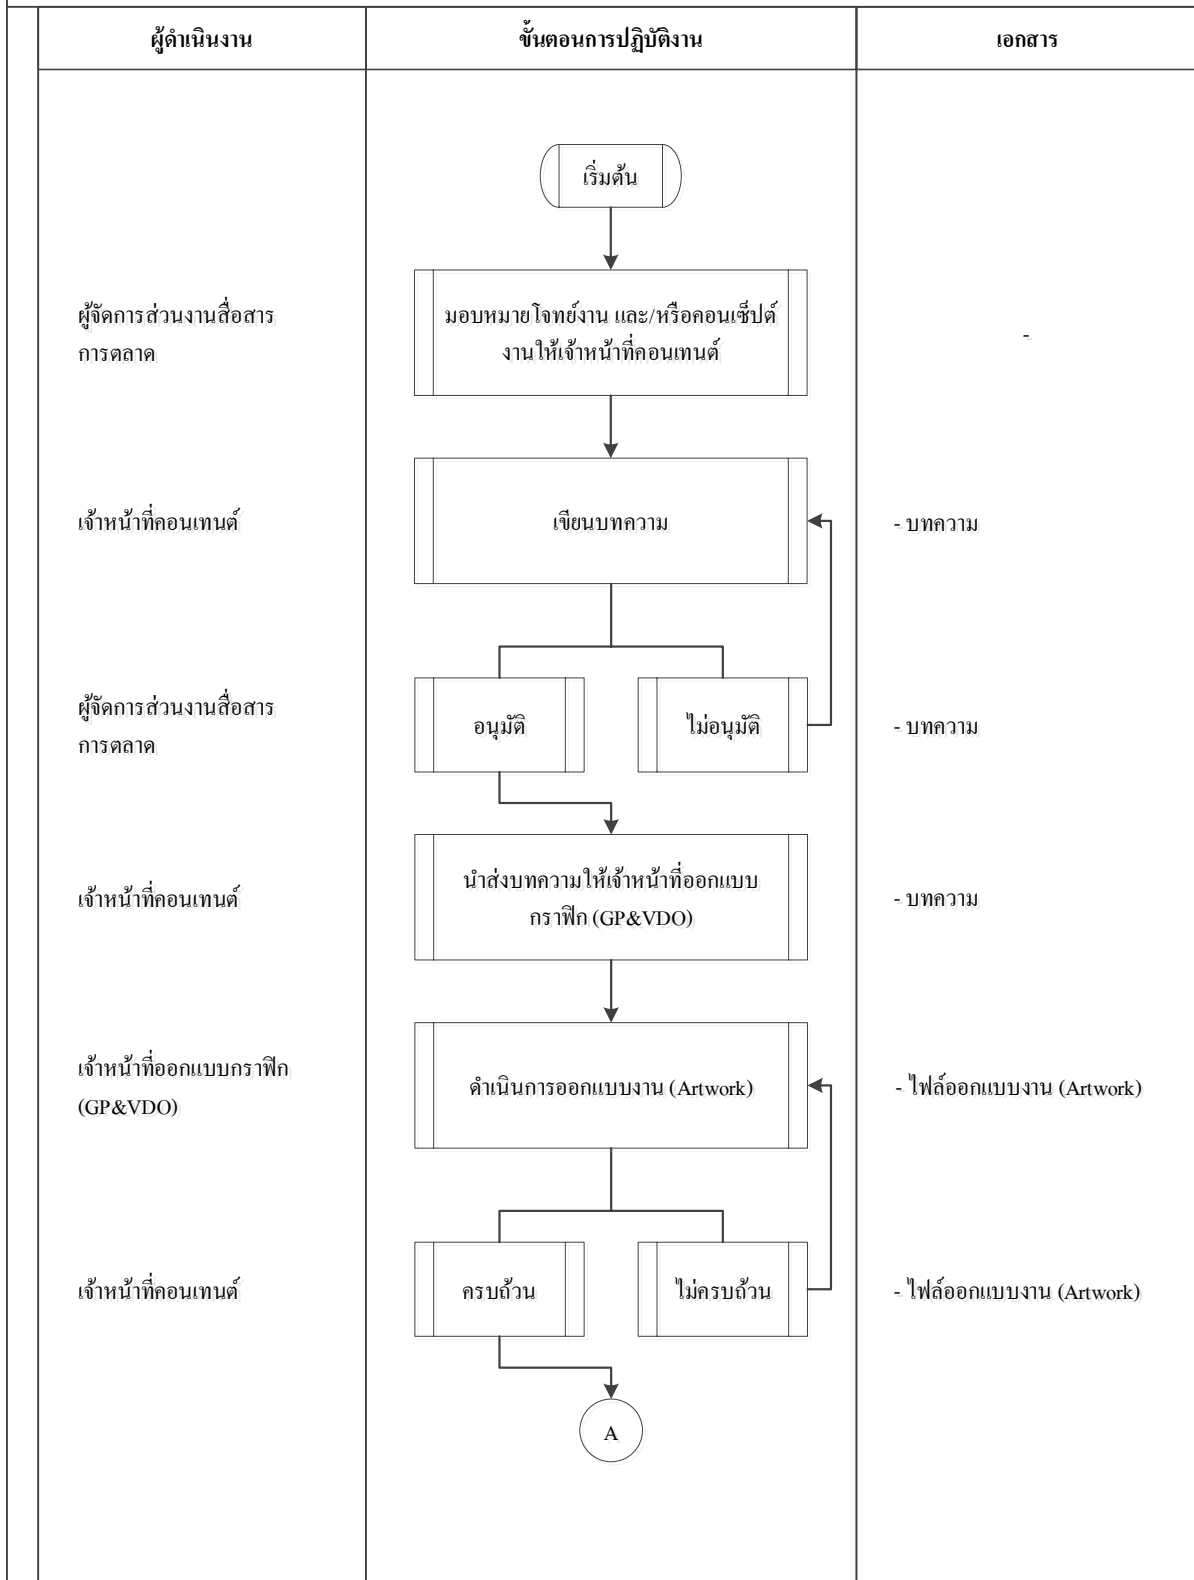 ผู้ดำเนินงาน
ขั้นตอนการปฏิบัติงาน
เอกสาร
เริ่มต้น
ผู้จัดการส่วนงานสื่อสาร
การตลาด
มอบหมายโจทย์งาน และ/หรือคอนเซ็ปต์
งานให้เจ้าหน้าที่คอนเทนต์
-
เจ้าหน้าที่คอนเทนต์
เขียนบทความ
- บทความ
ผู้จัดการส่วนงานสื่อสาร
การตลาด
อนุมัติ
ไม่อนุมัติ
- บทความ
เจ้าหน้าที่คอนเทนต์
นำส่งบทความให้เจ้าหน้าที่ออกแบบ
กราฟิก (GP&VDO)
- บทความ
เจ้าหน้าที่ออกแบบกราฟิก
(GP&VDO)
ดำเนินการออกแบบงาน (Artwork)
- ไฟล์ออกแบบงาน (Artwork)
เจ้าหน้าที่คอนเทนต์
ครบถ้วน
ไม่ครบถ้วน
- ไฟล์ออกแบบงาน (Artwork)
A